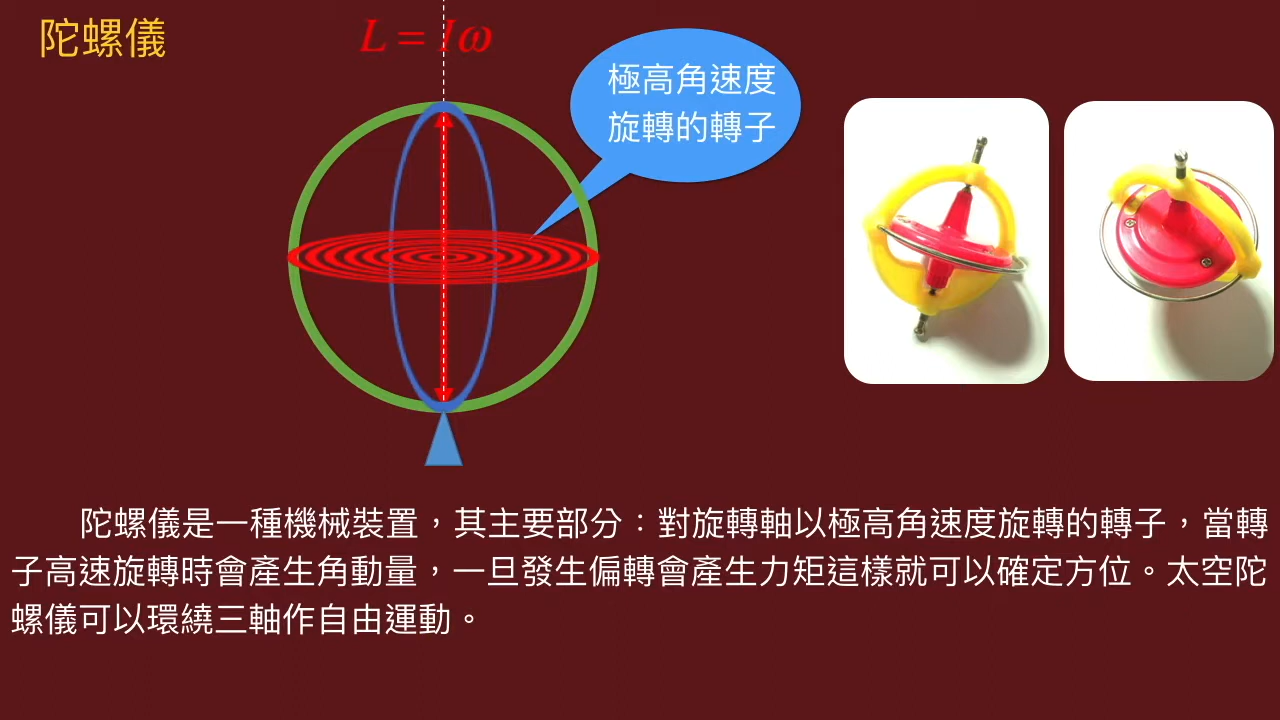 陀螺儀
L = Iω
極高角速度
旋轉的轉子
陀螺儀是一種機械裝置，其主要部分：對旋轉軸以極高角速度旋轉的轉子，當轉
子高速旋轉時會產生角動量，一旦發生偏轉會產生力矩這樣就可以確定方位。太空陀
螺儀可以環繞三軸作自由運動。